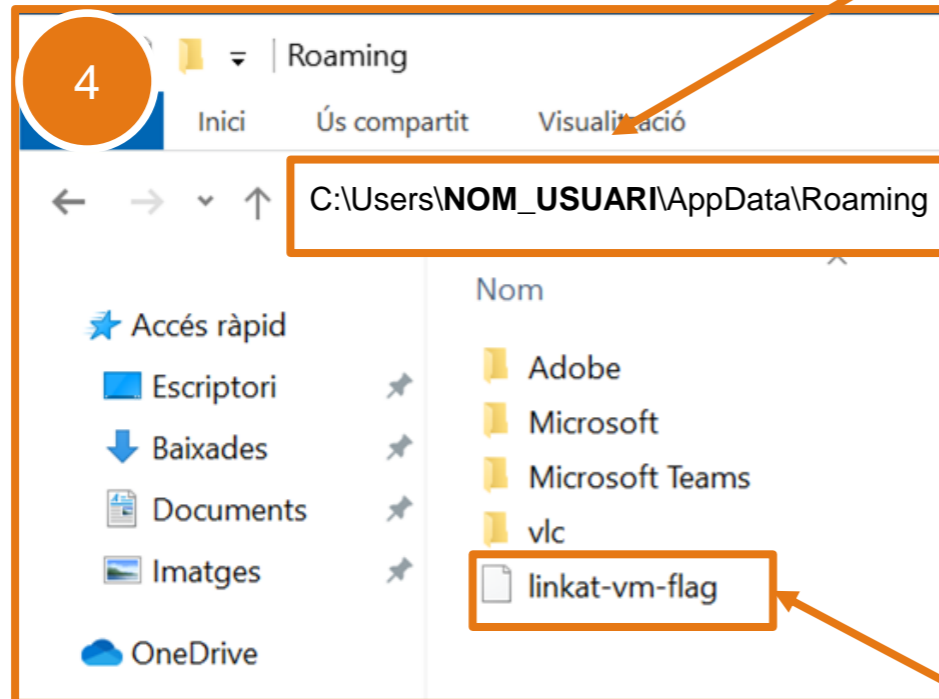 4
Roaming
Inici Ús compartit Visualització
C:\Users\NOM_USUARI\AppData\Roaming
Nom
Accés ràpid
Escriptori
Baixades
Documents
Imatges
OneDrive
Adobe
Microsoft
Microsoft Teams
vlc
linkat-vm-flag